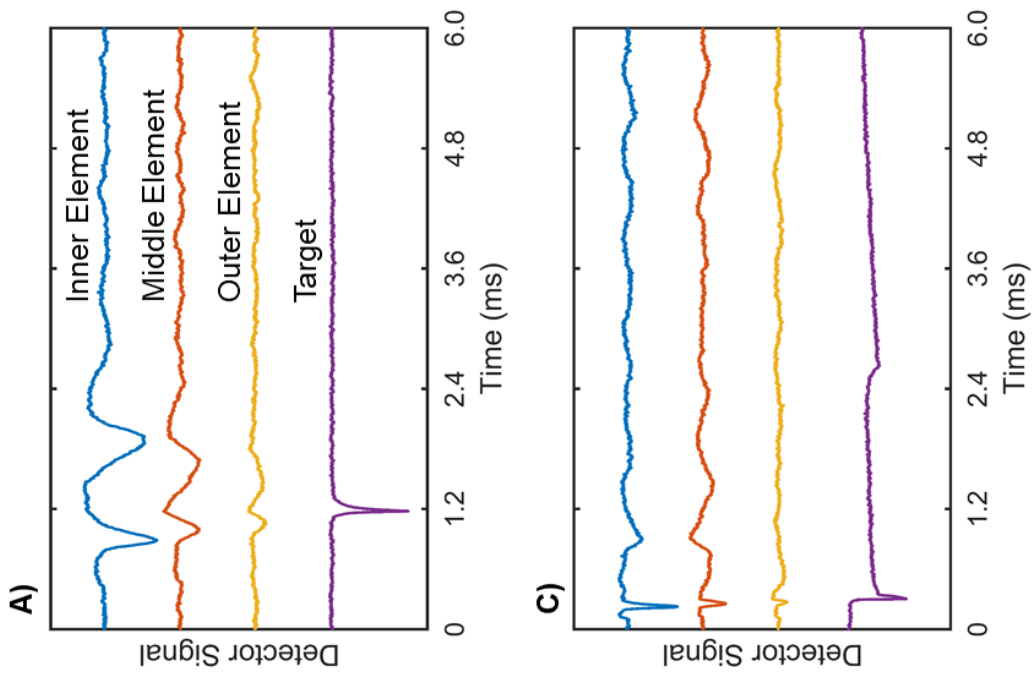 A)
Detector Signal
Inner Element
Middle Element
Outer Element
Target
0
1.2
2.4
3.6
4.8
6.0
Time (ms)
C)
Detector Signal
0
1.2
2.4
3.6
4.8
6.0
Time (ms)